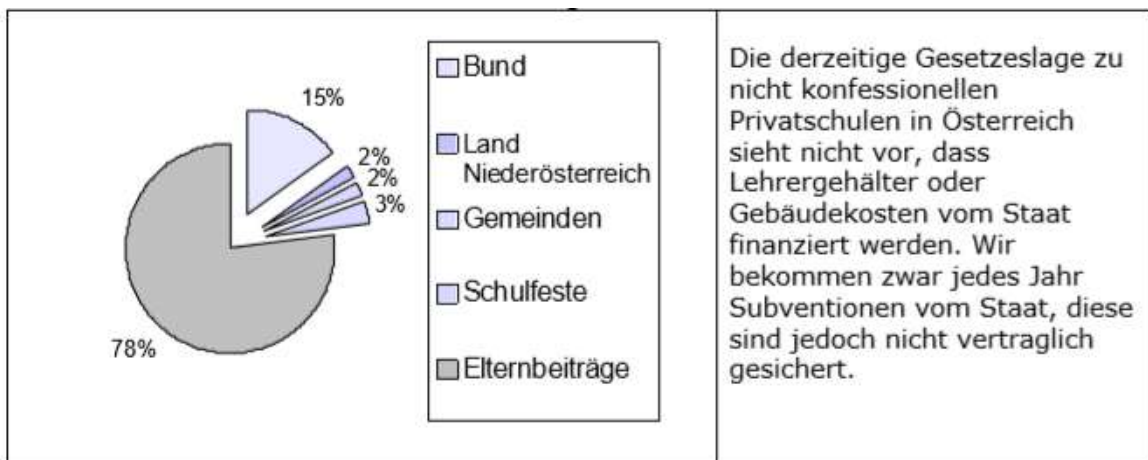 15%
2%
2%
3%
78%
Bund
Land
Niederösterreich
Gemeinden
Schulfeste
Elternbeiträge
Die derzeitige Gesetzeslage zu
nicht konfessionellen
Privatschulen in Österreich
sieht nicht vor, dass
Lehrergehälter oder
Gebäudekosten vom Staat
finanziert werden. Wir
bekommen zwar jedes Jahr
Subventionen vom Staat, diese
sind jedoch nicht vertraglich
gesichert.